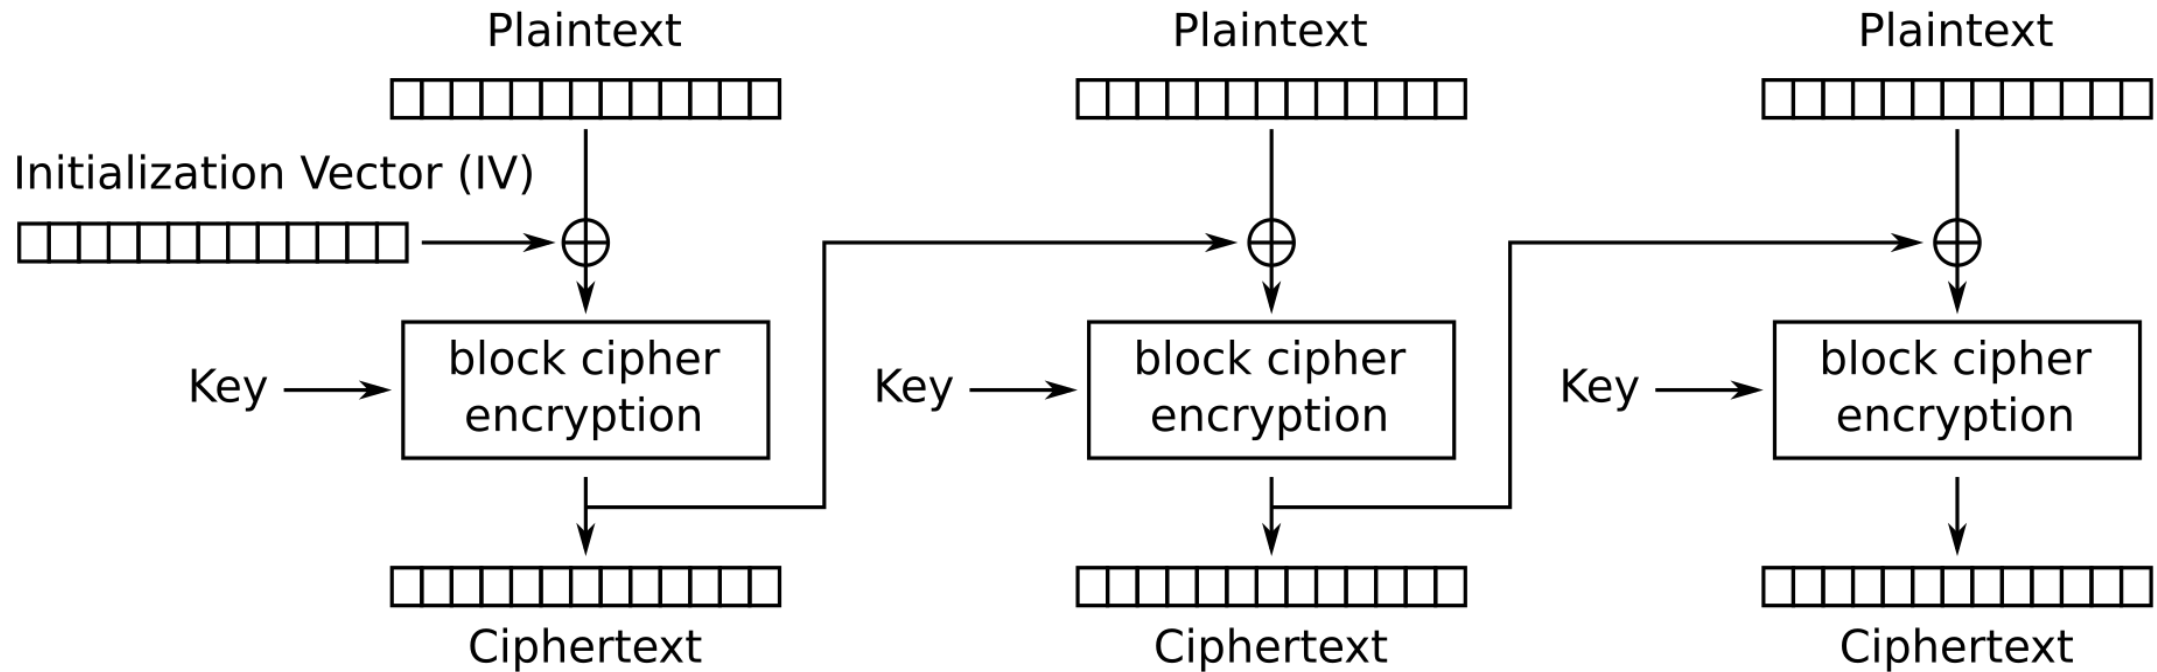 Plaintext
Plaintext
Plaintext
Initialization Vector (IV)
Key
block cipher
encryption
Key
block cipher
encryption
Key
block cipher
encryption
Ciphertext
Ciphertext
Ciphertext